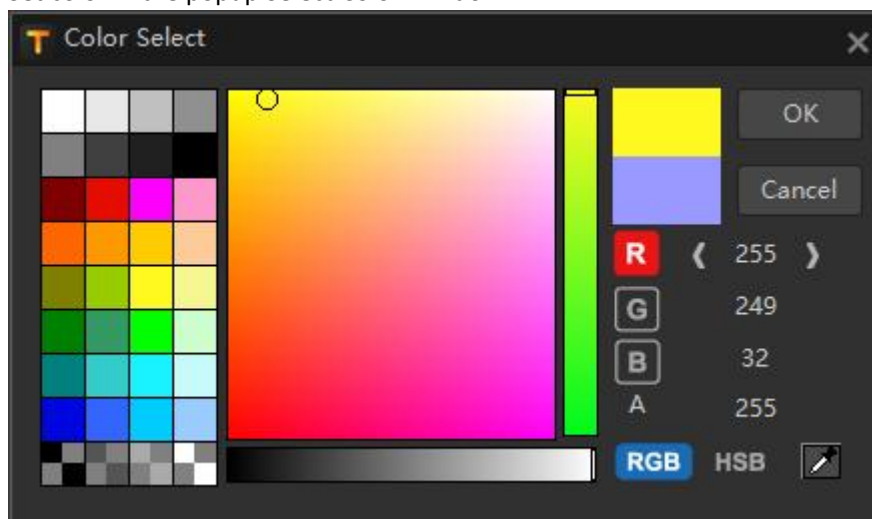 Color Select
OK
Cancel
R 255
G 249
B 32
A 255
RGB HSB